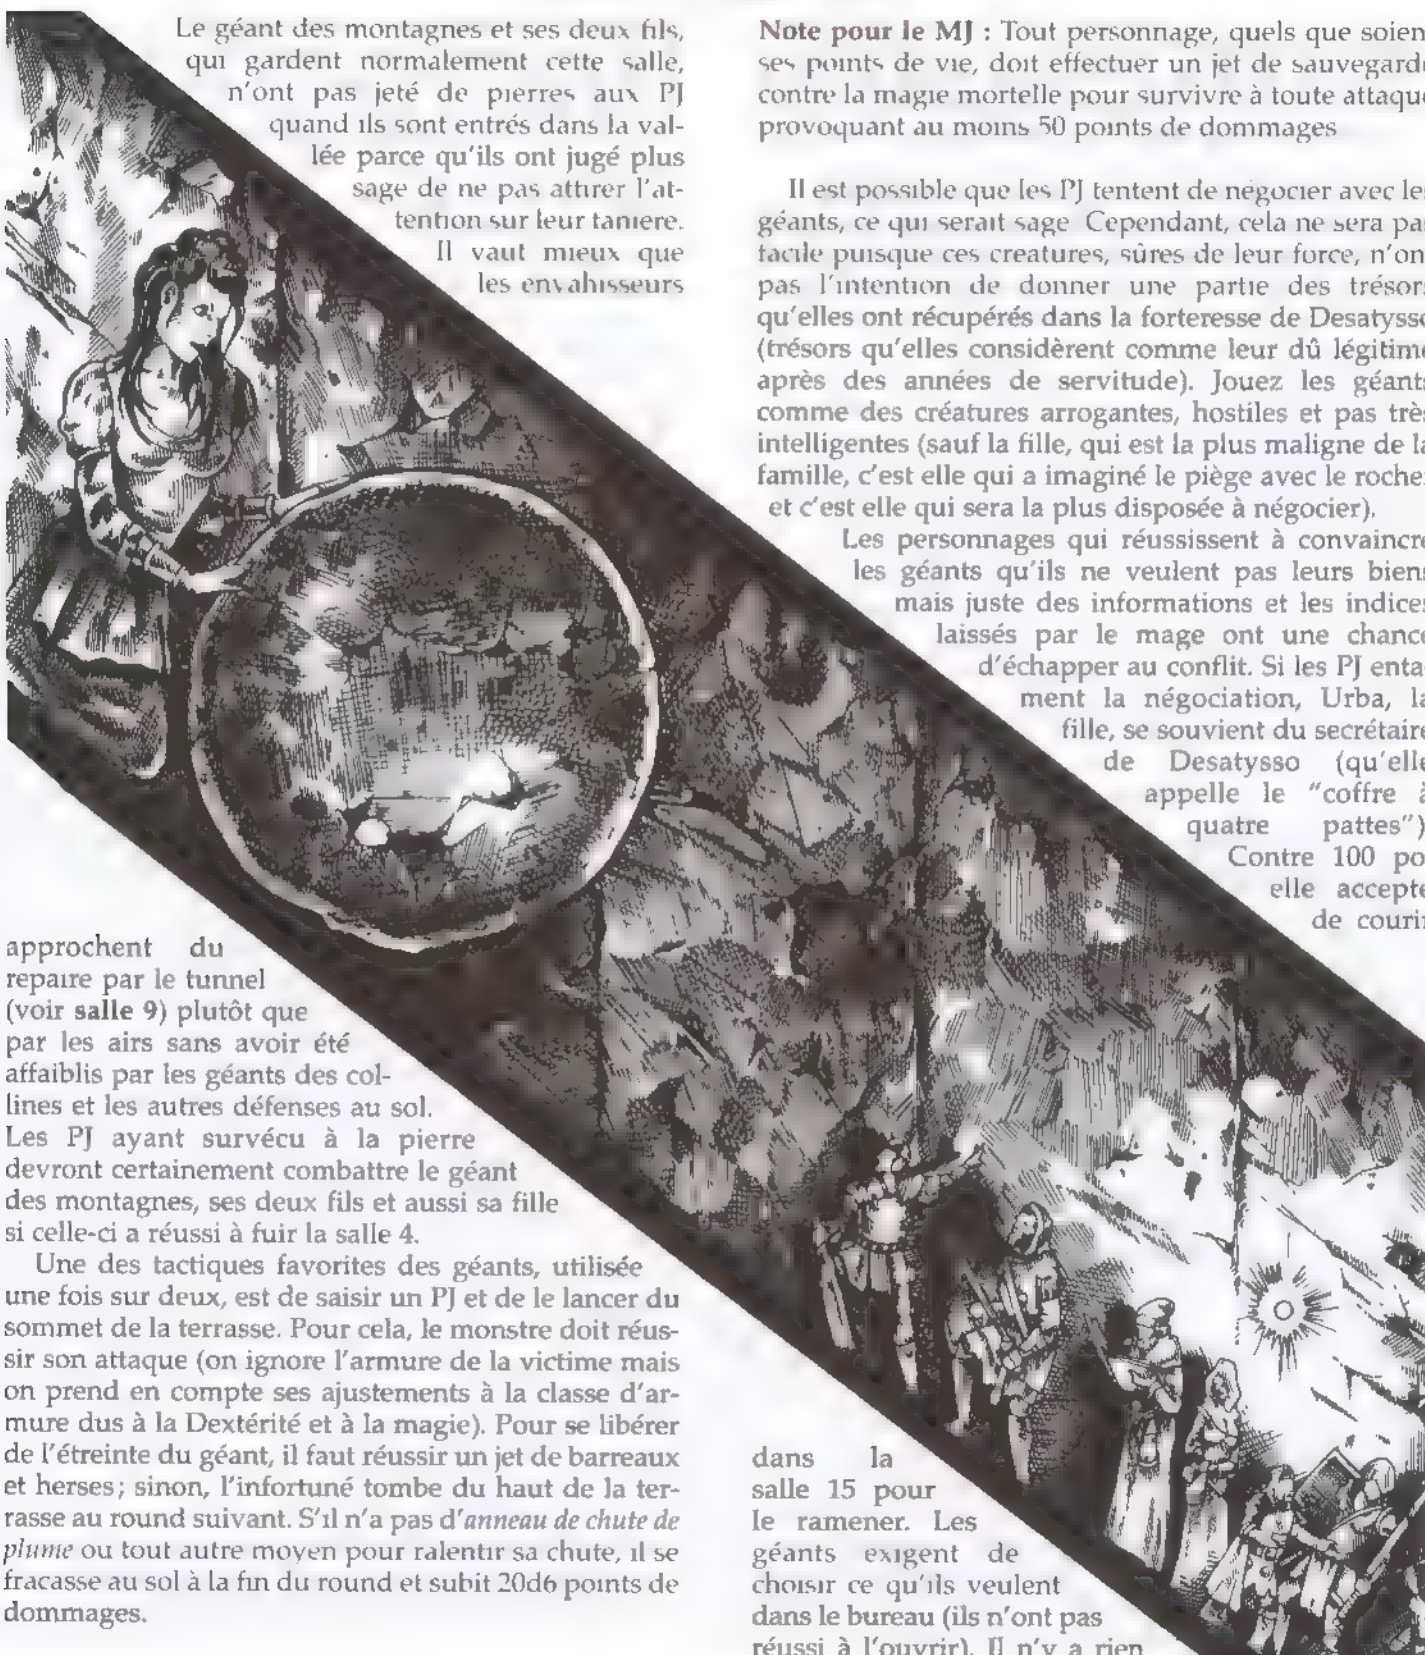 Le géant des montagnes et ses deux fils,
qui gardent normalement cette salle,
n'ont pas jeté de pierres aux PJ
quand ils sont entrés dans la val-
lée parce qu'ils ont jugé plus
sage de ne pas attirer l'at-
tention sur leur taniere.
Il vaut mieux que
les envahisseurs
approchent du
repaire par le tunnel
(voir salle 9) plutôt que
par les airs sans avoir été
affaiblis par les géants des col-
lines et les autres défenses au sol.
Les PJ ayant survécu à la pierre
devront certainement combattre le géant
des montagnes, ses deux fils et aussi sa fille
si celle-ci a réussi à fuir la salle 4.
Une des tactiques favorites des géants, utilisée
une fois sur deux, est de saisir un PJ et de le lancer du
sommet de la terrasse. Pour cela, le monstre doit réus-
sir son attaque (on ignore l'armure de la victime mais
on prend en compte ses ajustements à la classe d'ar-
mure dus à la Dextérité et à la magie). Pour se libérer
de l'étreinte du géant, il faut réussir un jet de barreaux
et herses; sinon, l'infortuné tombe du haut de la ter-
rasse au round suivant. S'il n'a pas d'anneau de chute de
plume ou tout autre moyen pour ralentir sa chute, il se
fracasse au sol à la fin du round et subit 20d6 points de
dommages.
Note pour le MJ : Tout personnage, quels que soien
ses points de vie, doit effectuer un jet de sauvegard
contre la magie mortelle pour survivre à toute attaqu
provoquant au moins 50 points de dommages
Il est possible que les PJ tentent de négocier avec le
géants, ce qui serait sage Cependant, cela ne sera pa
facile puisque ces creatures, sûres de leur force, n'on
pas l'intention de donner une partie des trésor
qu'elles ont récupérés dans la forteresse de Desatysso
(trésors qu'elles considèrent comme leur dû légitime
après des années de servitude). Jouez les géants
comme des créatures arrogantes, hostiles et pas très
intelligentes (sauf la fille, qui est la plus maligne de la
famille, c'est elle qui a imaginé le piège avec le roche
et c'est elle qui sera la plus disposée à négocier).
Les personnages qui réussissent à convaincre
les géants qu'ils ne veulent pas leurs biens
mais juste des informations et les indices
laissés par le mage ont une chance
d'échapper au conflit. Si les PJ enta
ment la négociation, Urba, la
fille, se souvient du secrétaire
de Desatysso (qu'elle
appelle le "coffre à
quatre pattes")
Contre 100 po
elle accepte
de courir
dans la
salle 15 pour
le ramener. Les
géants exigent de
choisir ce qu'ils veulent
dans le bureau (ils n'ont pas
réussi à l'ouvrir). Il n'y a rien